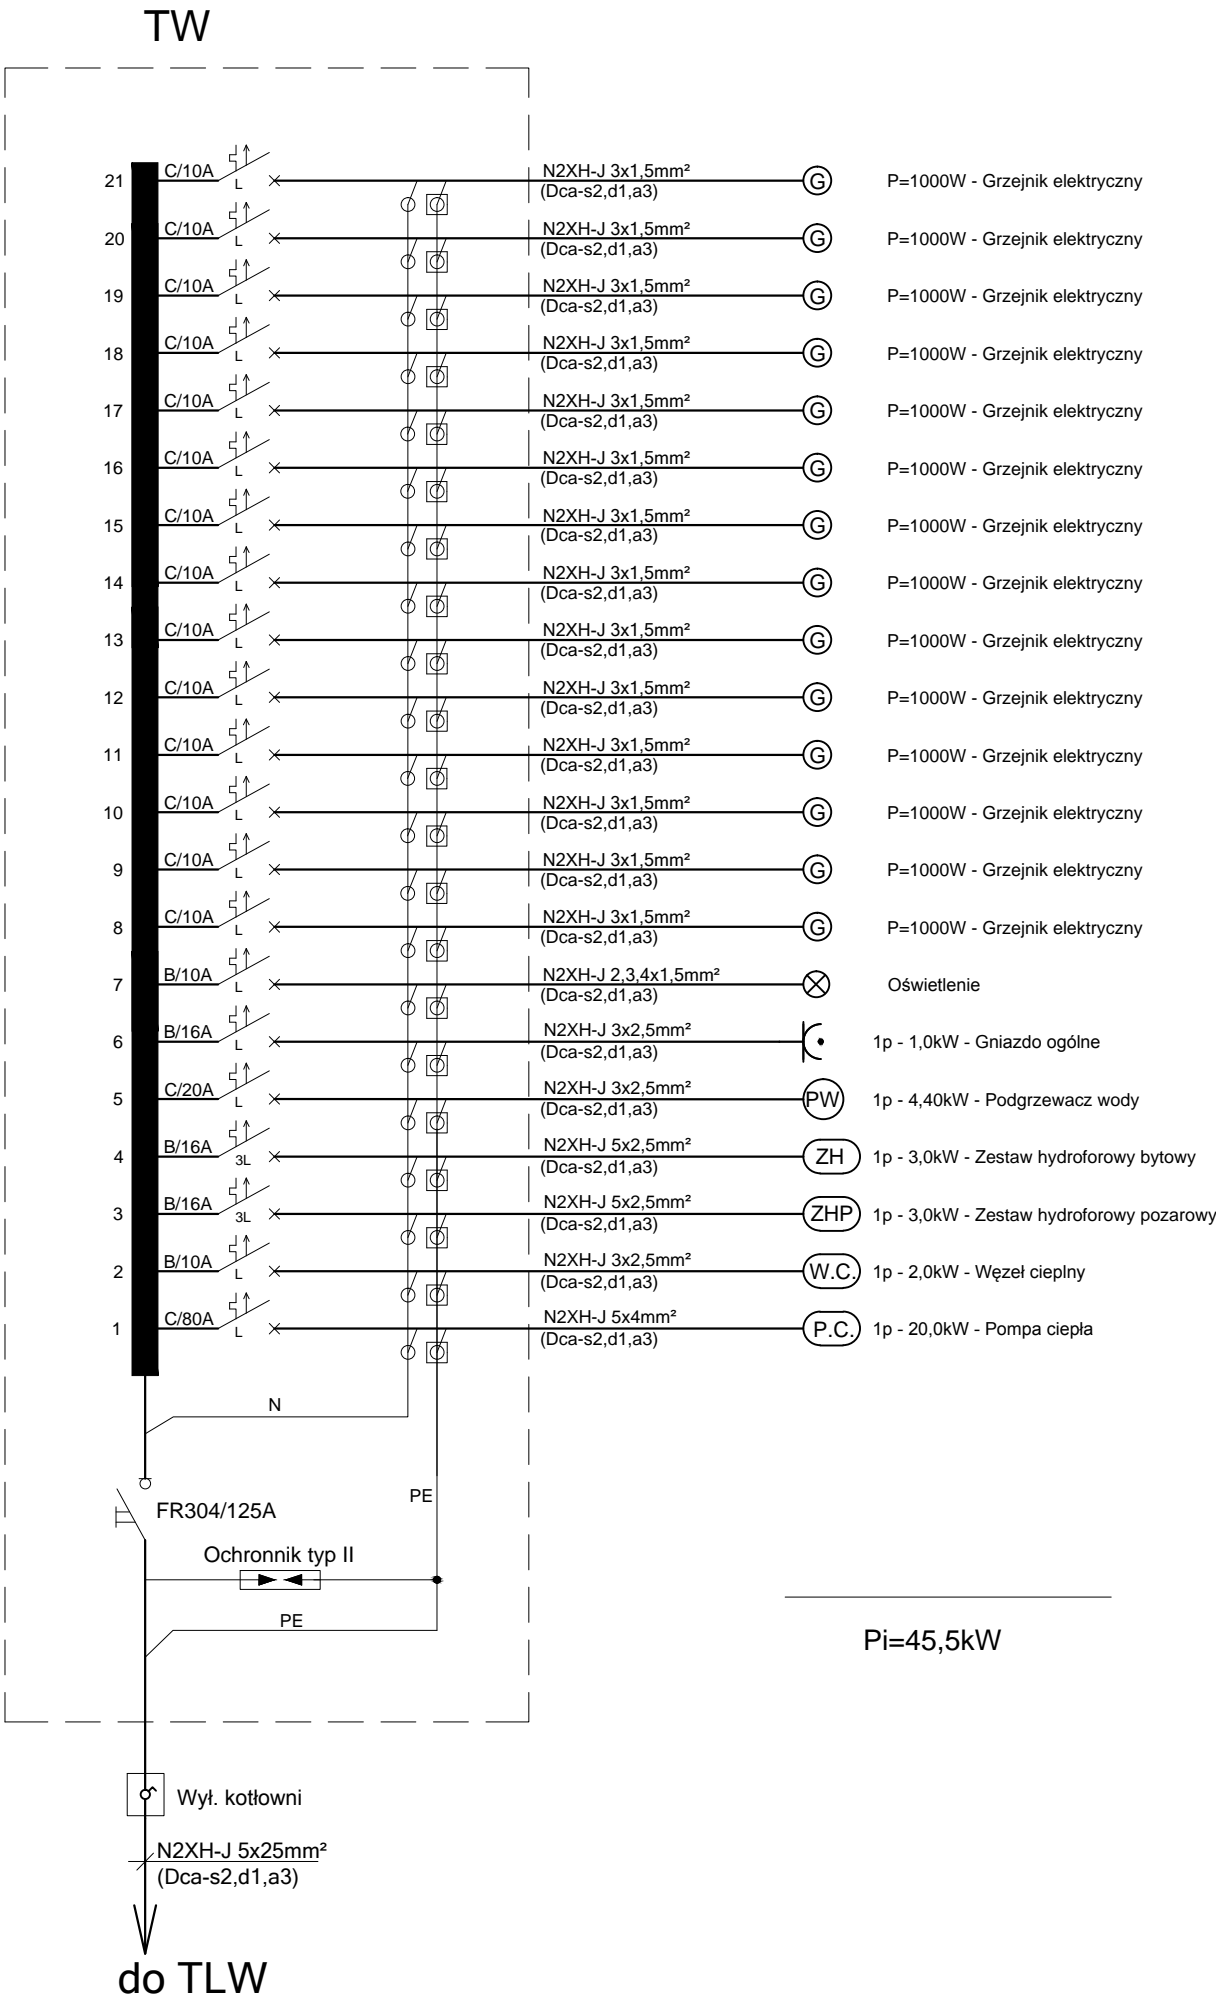 TW
21 C/10A L N2XH-J 3x1,5mm² G P=1000W - Grzejnik elektryczny
(Dca-s2,d1,a3)
20 C/10A L N2XH-J 3x1,5mm² G P=1000W - Grzejnik elektryczny
(Dca-s2,d1,a3)
19 C/10A L N2XH-J 3x1,5mm² G P=1000W - Grzejnik elektryczny
(Dca-s2,d1,a3)
18 C/10A L N2XH-J 3x1,5mm² G P=1000W - Grzejnik elektryczny
(Dca-s2,d1,a3)
17 C/10A L N2XH-J 3x1,5mm² G P=1000W - Grzejnik elektryczny
(Dca-s2,d1,a3)
16 C/10A L N2XH-J 3x1,5mm² G P=1000W - Grzejnik elektryczny
(Dca-s2,d1,a3)
15 C/10A L N2XH-J 3x1,5mm² G P=1000W - Grzejnik elektryczny
(Dca-s2,d1,a3)
14 C/10A L N2XH-J 3x1,5mm² G P=1000W - Grzejnik elektryczny
(Dca-s2,d1,a3)
13 C/10A L N2XH-J 3x1,5mm² G P=1000W - Grzejnik elektryczny
(Dca-s2,d1,a3)
12 C/10A L N2XH-J 3x1,5mm² G P=1000W - Grzejnik elektryczny
(Dca-s2,d1,a3)
11 C/10A L N2XH-J 3x1,5mm² G P=1000W - Grzejnik elektryczny
(Dca-s2,d1,a3)
10 C/10A L N2XH-J 3x1,5mm² G P=1000W - Grzejnik elektryczny
(Dca-s2,d1,a3)
9 C/10A L N2XH-J 3x1,5mm² G P=1000W - Grzejnik elektryczny
(Dca-s2,d1,a3)
8 C/10A L N2XH-J 3x1,5mm² G P=1000W - Grzejnik elektryczny
(Dca-s2,d1,a3)
7 B/10A L N2XH-J 2,3,4x1,5mm² Oświetlenie
(Dca-s2,d1,a3)
6 B/16A L N2XH-J 3x2,5mm² 1p - 1,0kW - Gniazdo ogólne
(Dca-s2,d1,a3)
5 C/20A L N2XH-J 3x2,5mm² PW 1p - 4,40kW - Podgrzewacz wody
(Dca-s2,d1,a3)
4 B/16A 3L N2XH-J 5x2,5mm² ZH 1p - 3,0kW - Zestaw hydroforowy bytowy
(Dca-s2,d1,a3)
3 B/16A 3L N2XH-J 5x2,5mm² ZHP 1p - 3,0kW - Zestaw hydroforowy pozarowy
(Dca-s2,d1,a3)
2 B/10A L N2XH-J 3x2,5mm² W.C. 1p - 2,0kW - Węzeł cieplny
(Dca-s2,d1,a3)
1 C/80A L N2XH-J 5x4mm² P.C. 1p - 20,0kW - Pompa ciepła
(Dca-s2,d1,a3)
N
PE
FR304/125A
Ochronnik typ II
PE
Pi=45,5kW
Wył. kotłowni
N2XH-J 5x25mm²
(Dca-s2,d1,a3)
do TLW